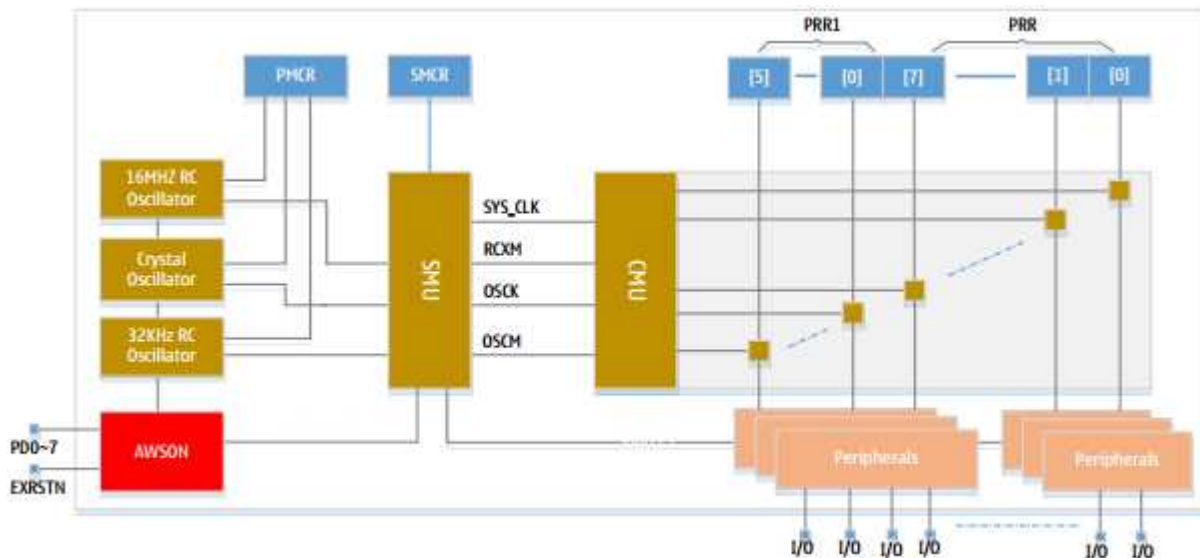 PRR1
PRR
PMCR
SMCR
[5]
[0]
[7]
[1]
[0]
16MHZ RC
Oscillator
Crystal
Oscillator
32KHz RC
Oscillator
SMU
SYS_CLK
RCXM
OSCK
OSCM
CMU
PD0~7
EXRSTN
AWSON
Peripherals
Peripherals
I/O
I/O
I/O
I/O
I/O
I/O